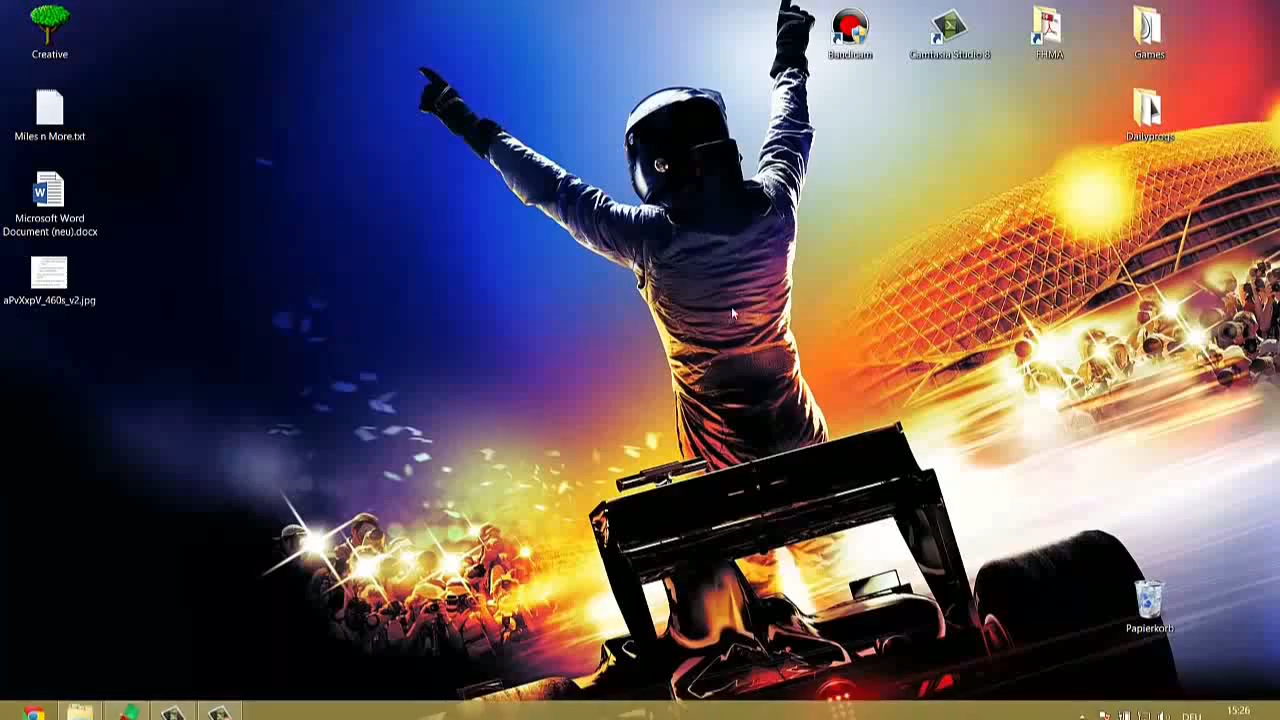 Creative
Miles n More.txt
Microsoft Word
Document (neu).docx
aPvXxpV_460s_v2.jpg
Bandicam
Camtasia Studio 8
FHMA
Games
Dailyprogs
Papierkorb
DEU
15:26